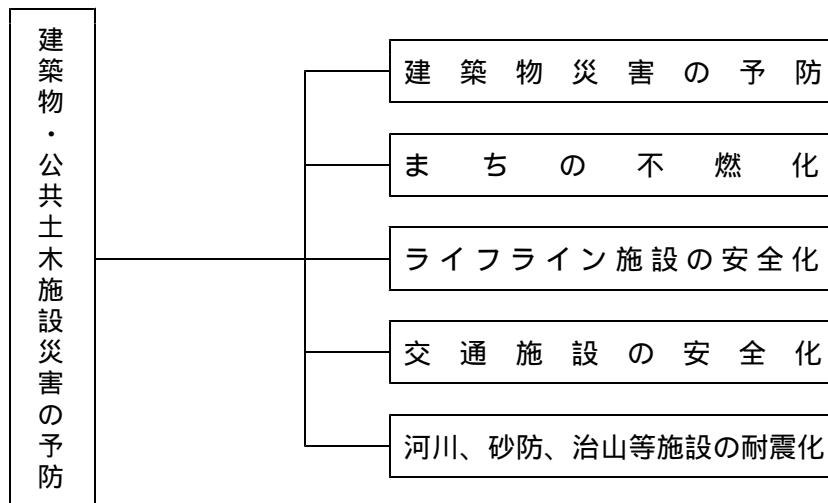 建築物・公共土木施設災害の予防
建築物災害の予防
まちの不燃化
ライフライン施設の安全化
交通施設の安全化
河川、砂防、治山等施設の耐震化